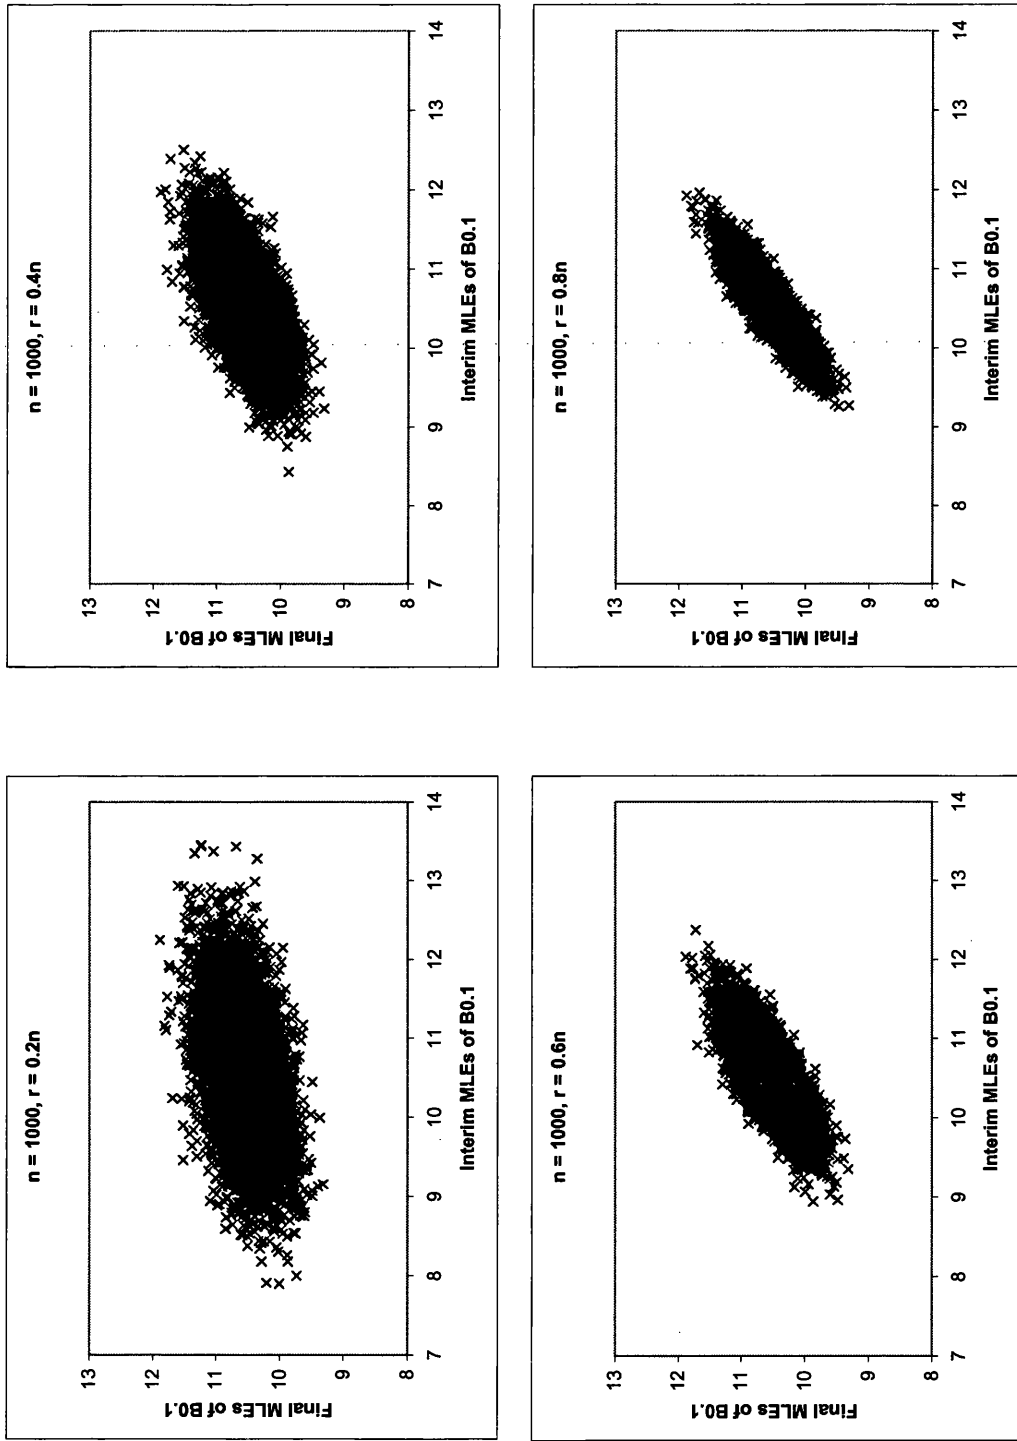 n = 1000, r = 0.2n
Final MLEs of B0.1
13
12
11
10
9
8
7 8 9 10 11 12 13 14
Interim MLEs of B0.1
n = 1000, r = 0.4n
Final MLEs of B0.1
13
12
11
10
9
8
7 8 9 10 11 12 13 14
Interim MLEs of B0.1
n = 1000, r = 0.6n
Final MLEs of B0.1
13
12
11
10
9
8
7 8 9 10 11 12 13 14
Interim MLEs of B0.1
n = 1000, r = 0.8n
Final MLEs of B0.1
13
12
11
10
9
8
7 8 9 10 11 12 13 14
Interim MLEs of B0.1